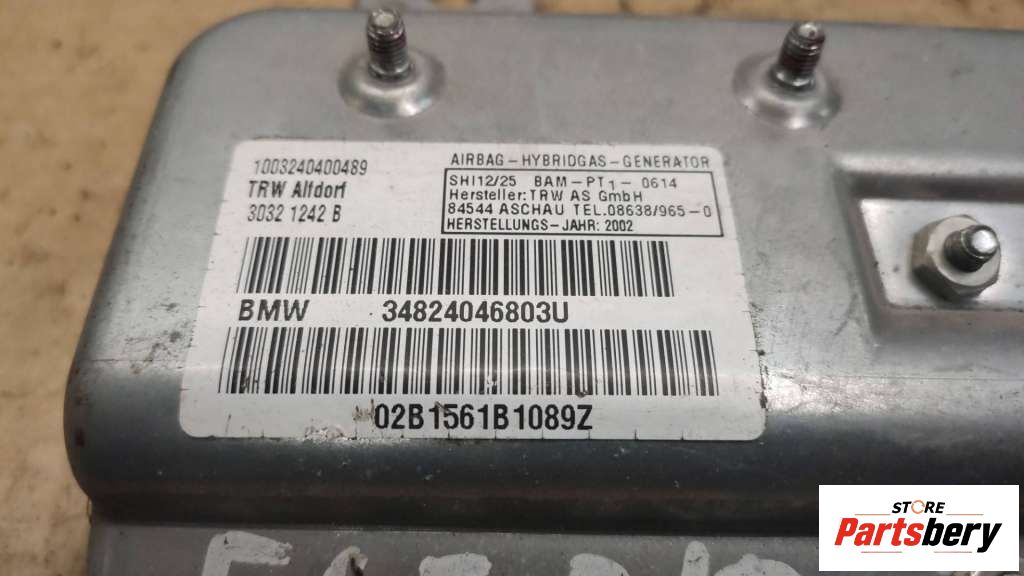 1003240400489
TRW Alfdorf
3032 1242 B
AIRBAG-HYBRIDGAS-GENERATOR
SHI12/25 BAM-PT1- 0614
Hersteller:TRW AS GmbH
84544 ASCHAU TEL.08638/965-0
HERSTELLUNGS-JAHR: 2002
BMW 34824046803U
02B1561B1089Z
STORE
Partsbery